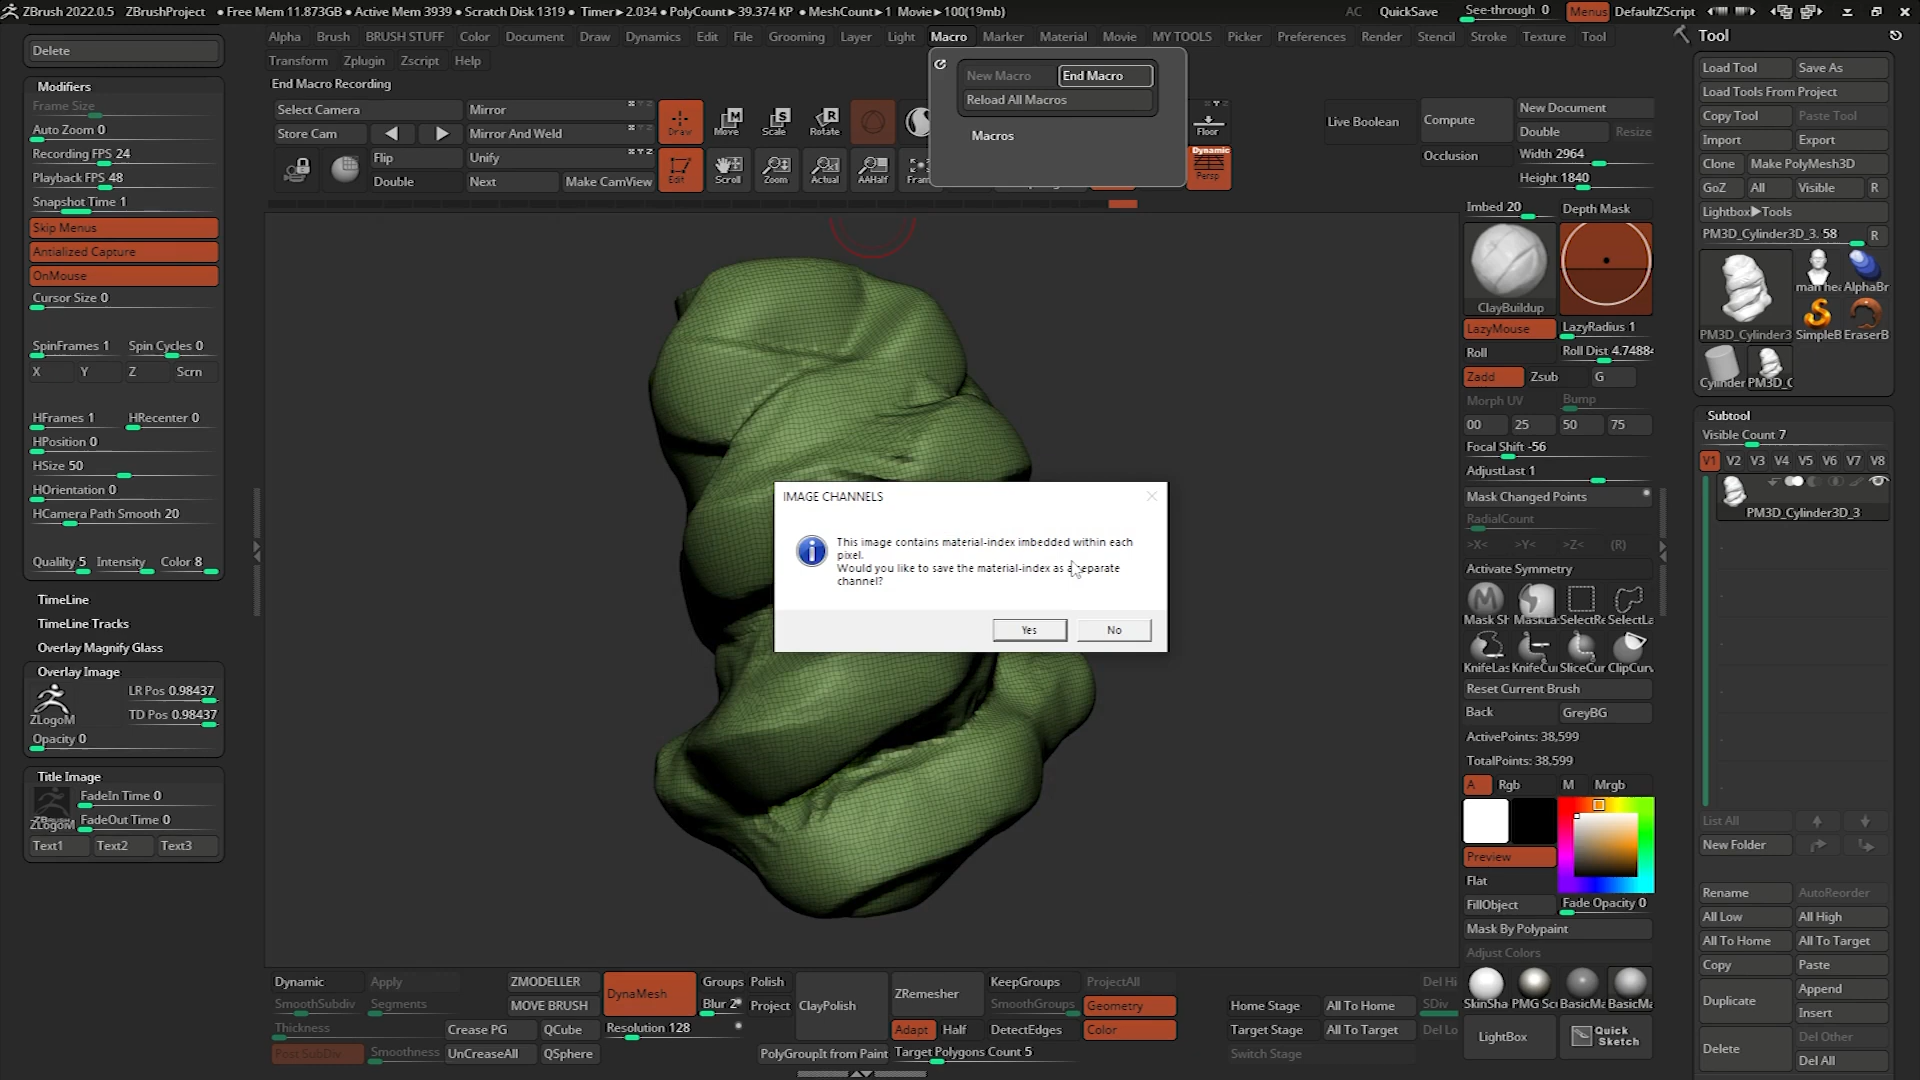 ZBrush 2022.0.5 ZBrushProject • Free Mem 11.873GB • Active Mem 3939 • Scratch Disk 1319 • Timer▶2.034 • PolyCount▶39.374 KP • MeshCount▶1 Movie▶100(19mb) AC QuickSave See-through 0 Menus DefaultZScript
Alpha Brush BRUSH STUFF Color Document Draw Dynamics Edit File Grooming Layer Light Macro Marker Material Movie MY TOOLS Picker Preferences Render Stencil Stroke Texture Tool
Transform Zplugin Zscript Help
End Macro Recording
Delete
Modifiers
Frame Size
Auto Zoom 0
Recording FPS 24
Playback FPS 48
Snapshot Time 1
Skip Menus
Antialized Capture
OnMouse
Cursor Size 0
SpinFrames 1 Spin Cycles 0
X Y Z Scrn
HFrames 1 HRecenter 0
HPosition 0
HSize 50
HOrientation 0
HCamera Path Smooth 20
Quality 5 Intensity Color 8
TimeLine
TimeLine Tracks
Overlay Magnify Glass
Overlay Image
ZLogoM LR Pos 0.98437
TD Pos 0.98437
Opacity 0
Title Image
FadeIn Time 0
FadeOut Time 0
Text1 Text2 Text3
Select Camera Mirror
Store Cam Mirror And Weld
Flip Unify
Double Next Make CamView
Draw Move Scale Rotate
Edit Scroll Zoom Actual AAHalf
New Macro End Macro
Reload All Macros
Macros
Floor
Dynamic
Persp
Live Boolean Compute
Occlusion
New Document
Double Resize
Width 2964
Height 1840
IMAGE CHANNELS
This image contains material-index imbedded within each
pixel.
Would you like to save the material-index as a separate
channel?
Yes No
Imbed 20 Depth Mask
ClayBuildup
LazyMouse LazyRadius 1
Roll Roll Dist 4.7488
Zadd Zsub G
Morph UV Bump
00 25 50 75
Focal Shift -56
AdjustLast 1
Mask Changed Points
RadialCount
>X< >Y< >Z< (R)
Activate Symmetry
Reset Current Brush
Back GreyBG
ActivePoints: 38,599
TotalPoints: 38,599
A Rgb M Mrgb
Preview
Flat
FillObject Fade Opacity 0
Mask By Polypaint
Adjust Colors
LightBox Quick
Sketch
Tool
Load Tool Save As
Load Tools From Project
Copy Tool Paste Tool
Import Export
Clone Make PolyMesh3D
GoZ All Visible R
Lightbox▶Tools
PM3D_Cylinder3D_3. 58 R
Subtool
Visible Count 7
V1 V2 V3 V4 V5 V6 V7 V8
PM3D_Cylinder3D_3
List All
New Folder
Rename AutoReorder
All Low All High
All To Home All To Target
Copy Paste
Duplicate Append
Insert
Delete Del Other
Del All
Dynamic Apply
SmoothSubdiv Segments
Thickness
Post SubDiv Smoothness
ZMODELLER
MOVE BRUSH
Crease PG QCube
UnCreaseAll QSphere
DynaMesh Groups Polish
Blur 2 Project
Resolution 128
PolyGroupIt from Paint
ClayPolish
ZRemesher KeepGroups ProjectAll
SmoothGroups Geometry
Adapt Half DetectEdges Color
Target Polygons Count 5
Home Stage All To Home
Target Stage All To Target
Switch Stage
SDiv